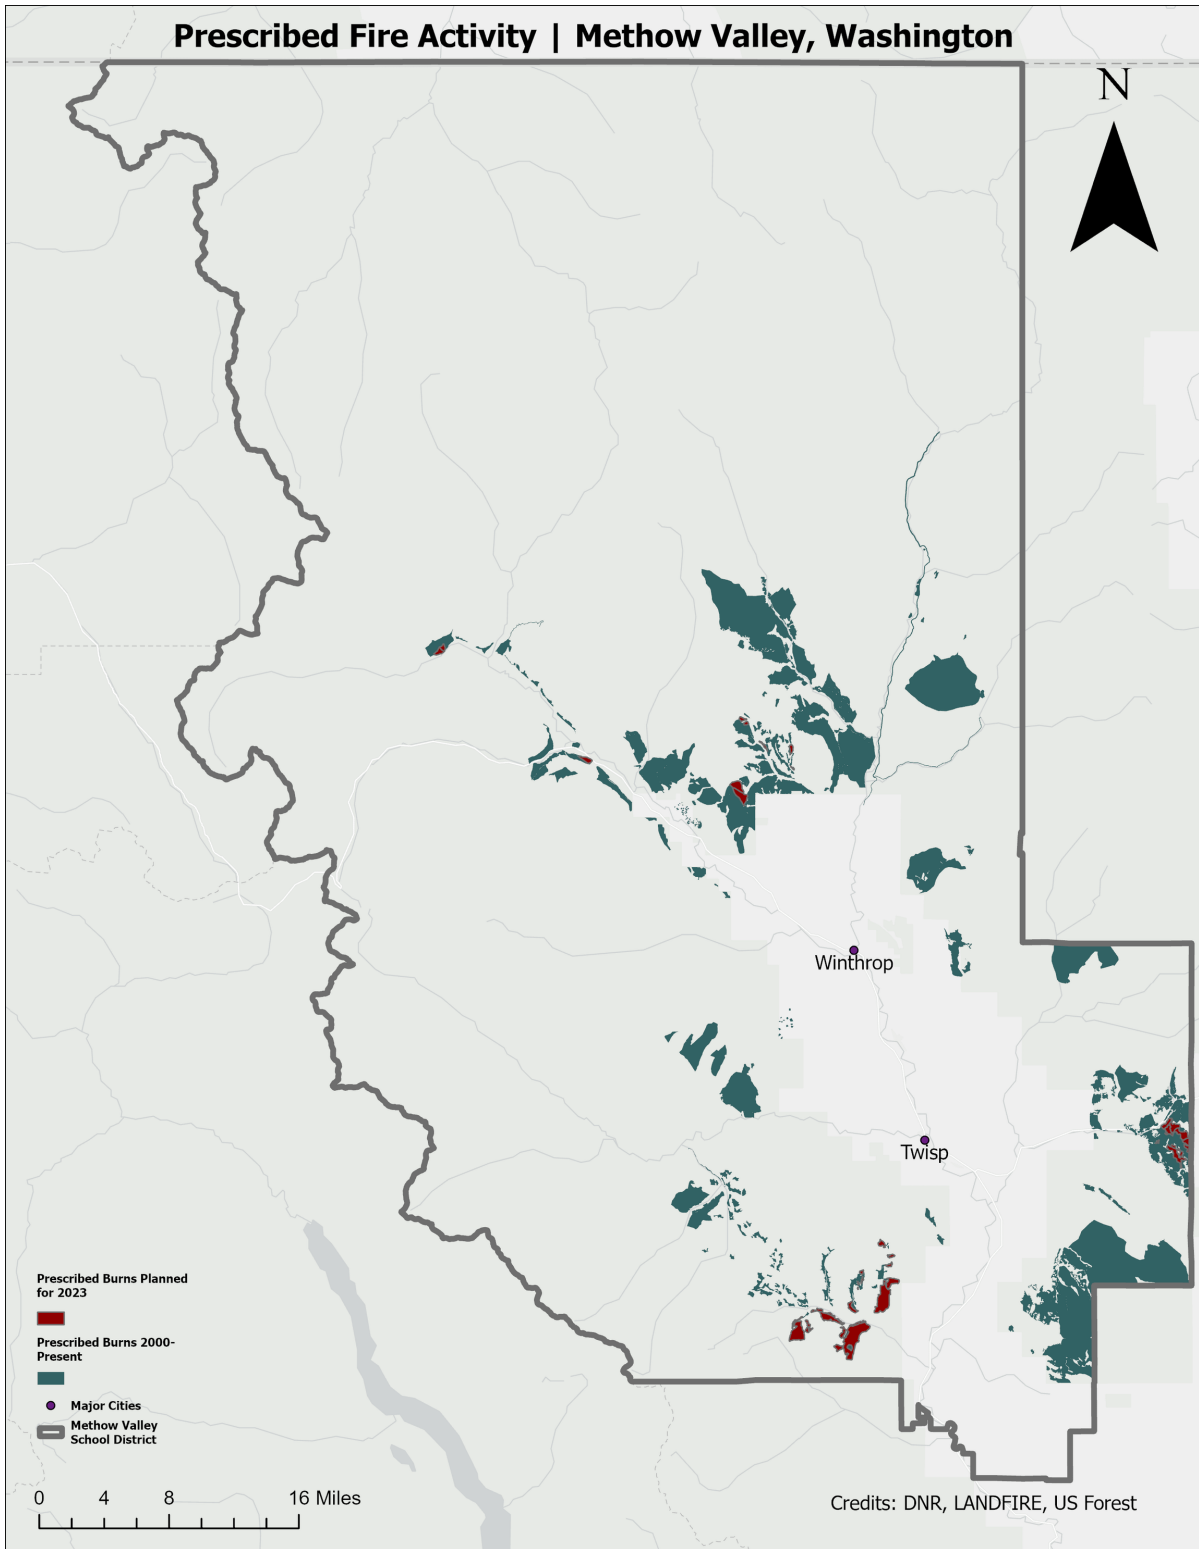 Prescribed Fire Activity | Methow Valley, Washington
N
Winthrop
Twisp
Prescribed Burns Planned
for 2023
Prescribed Burns 2000-
Present
Major Cities
Methow Valley
School District
0 4 8 16 Miles
Credits: DNR, LANDFIRE, US Forest